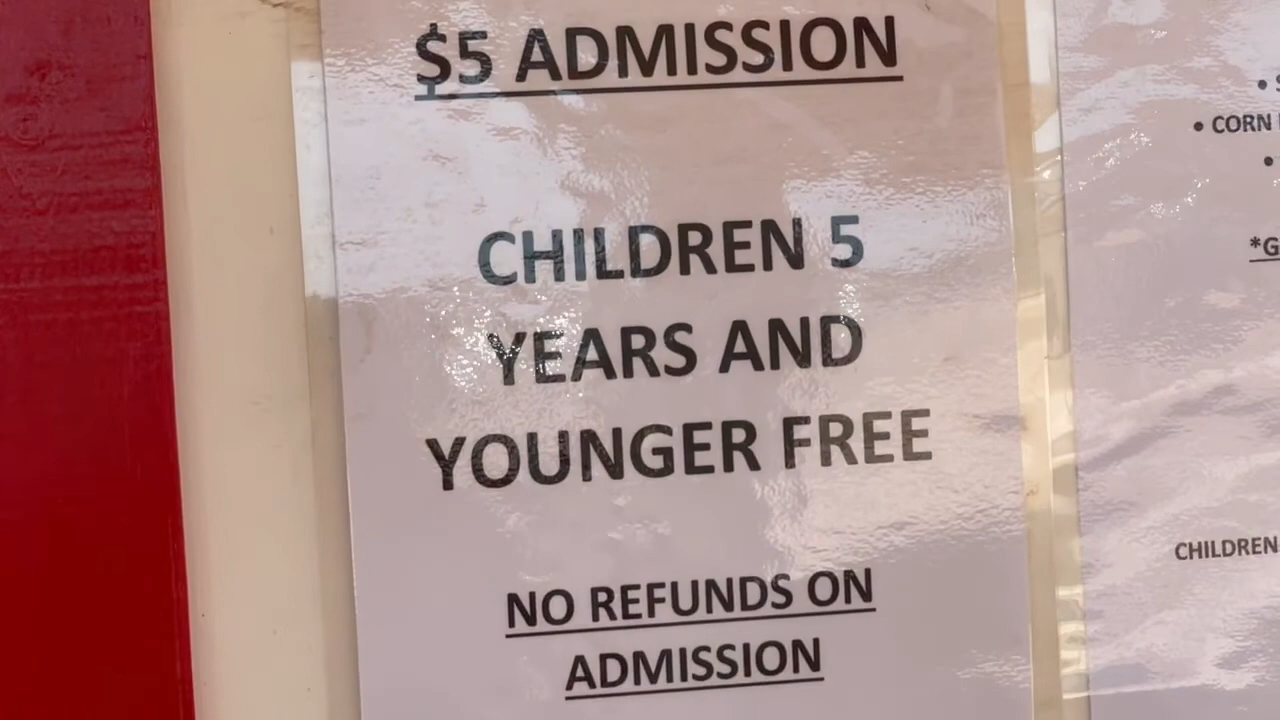 $5 ADMISSION
CHILDREN 5
YEARS AND
YOUNGER FREE
NO REFUNDS ON
ADMISSION
• CORN
*G
CHILDREN